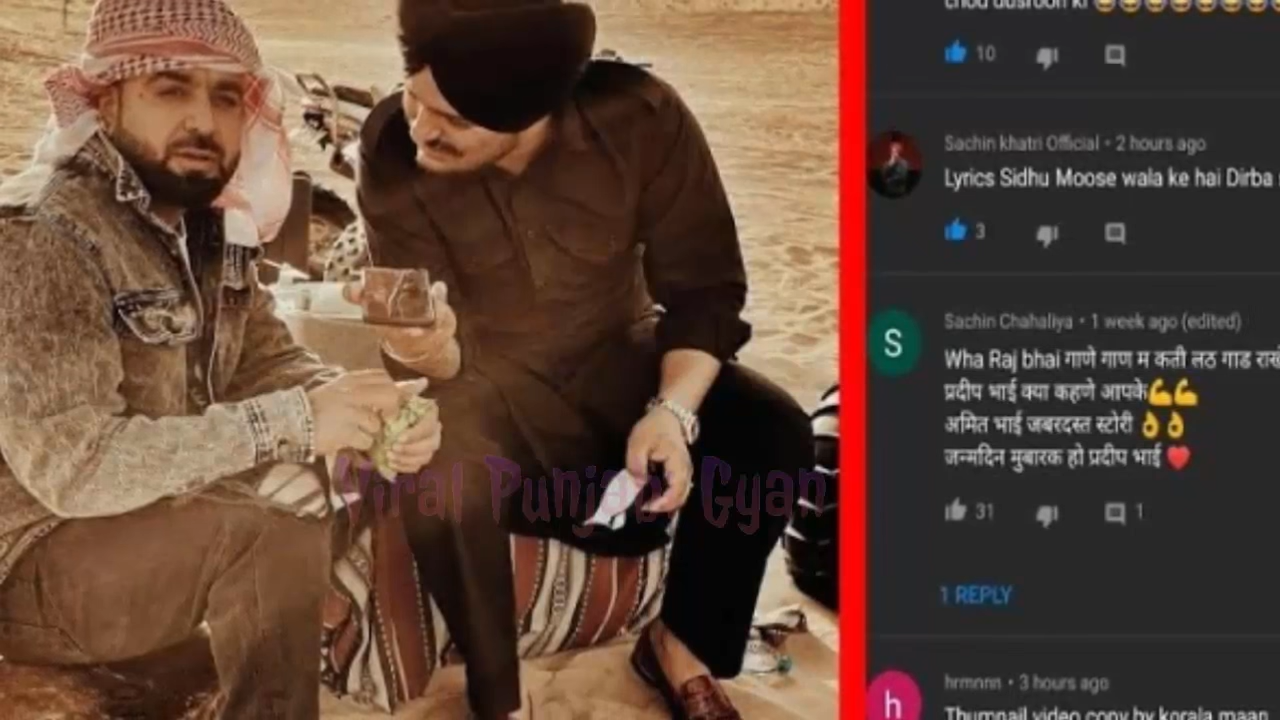 Viral Punjab Gyan
10
Sachin khatri Official • 2 hours ago
Lyrics Sidhu Moose wala ke hai Dirba
3
S
Sachin Chahaliya • 1 week ago (edited)
Wha Raj bhai गाणे गाण म कती लठ गाड
प्रदीप भाई क्या कहणे आपके💪💪
अमित भाई जबरदस्त स्टोरी 👌👌
जन्मदिन मुबारक हो प्रदीप भाई ❤️
31
1
1 REPLY
h
hrmnnn • 3 hours ago
Thumnail video copy by korala maan